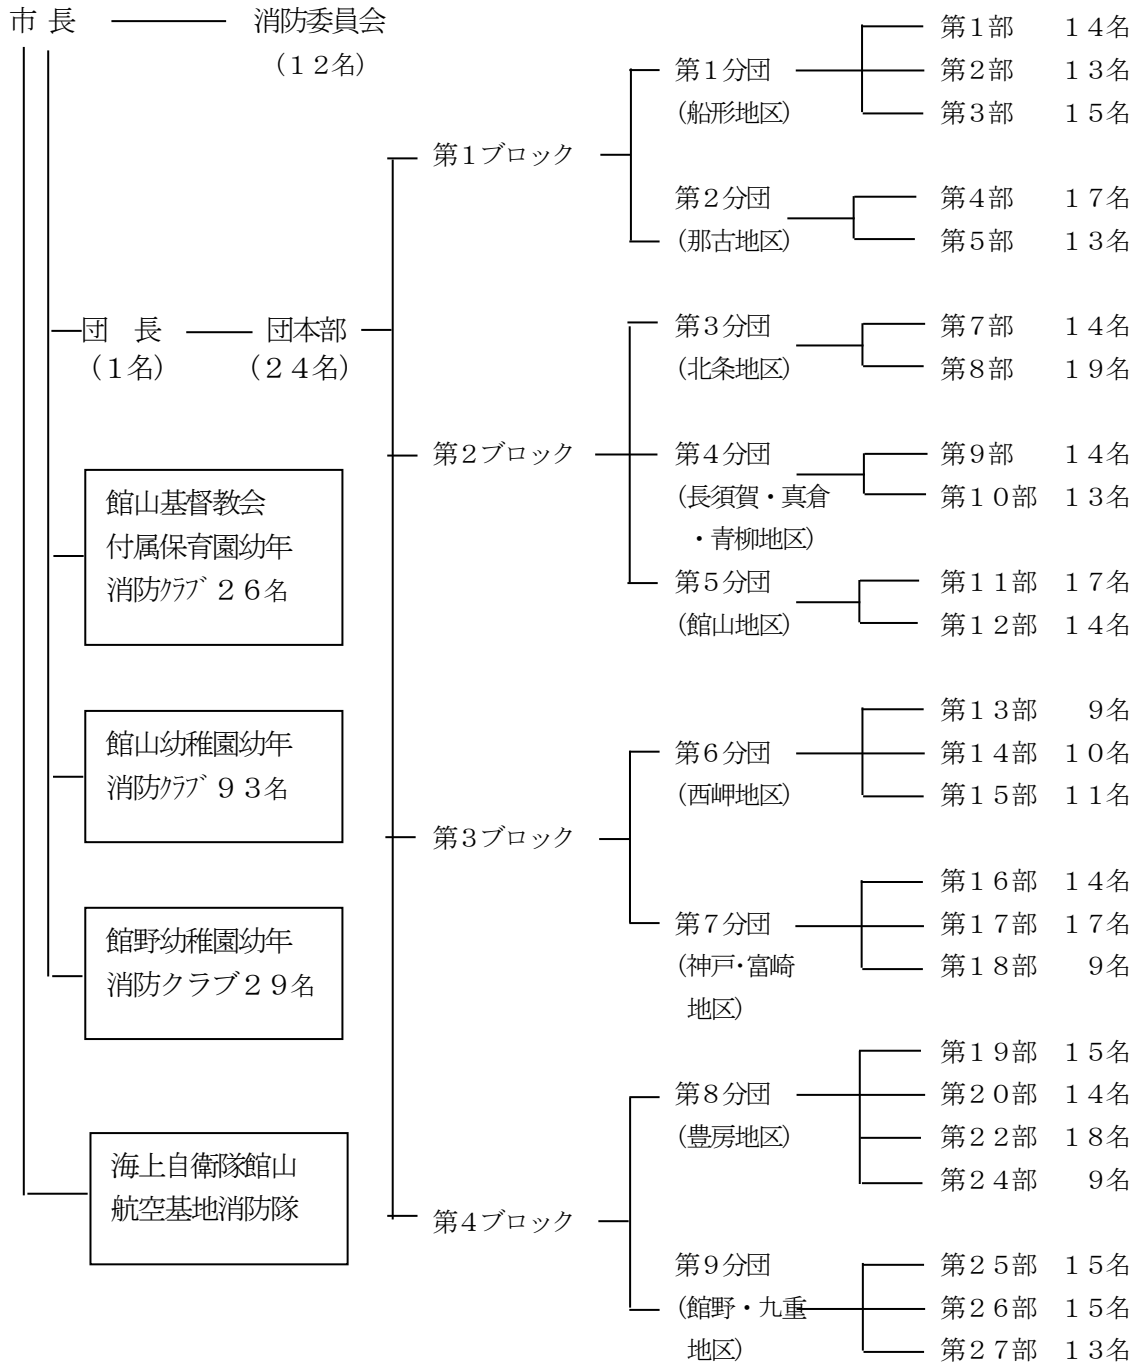 市 長　消防委員会
（１２名）
団　長　団本部
（１名）　（２４名）
館山基督教会
付属保育園幼年
消防ｸﾗﾌﾞ ２６名
館山幼稚園幼年
消防ｸﾗﾌﾞ ９３名
館野幼稚園幼年
消防クラブ２９名
海上自衛隊館山
航空基地消防隊
第１ブロック
第１分団
（船形地区）
第１部　１４名
第２部　１３名
第３部　１５名
第２分団
（那古地区）
第４部　１７名
第５部　１３名
第２ブロック
第３分団
（北条地区）
第７部　１４名
第８部　１９名
第４分団
（長須賀・真倉
・青柳地区）
第９部　１４名
第１０部　１３名
第５分団
（館山地区）
第１１部　１７名
第１２部　１４名
第３ブロック
第６分団
（西岬地区）
第１３部　９名
第１４部　１０名
第１５部　１１名
第７分団
（神戸・富崎
地区）
第１６部　１４名
第１７部　１７名
第１８部　９名
第４ブロック
第８分団
（豊房地区）
第１９部　１５名
第２０部　１４名
第２２部　１８名
第２４部　９名
第９分団
（館野・九重
地区）
第２５部　１５名
第２６部　１５名
第２７部　１３名